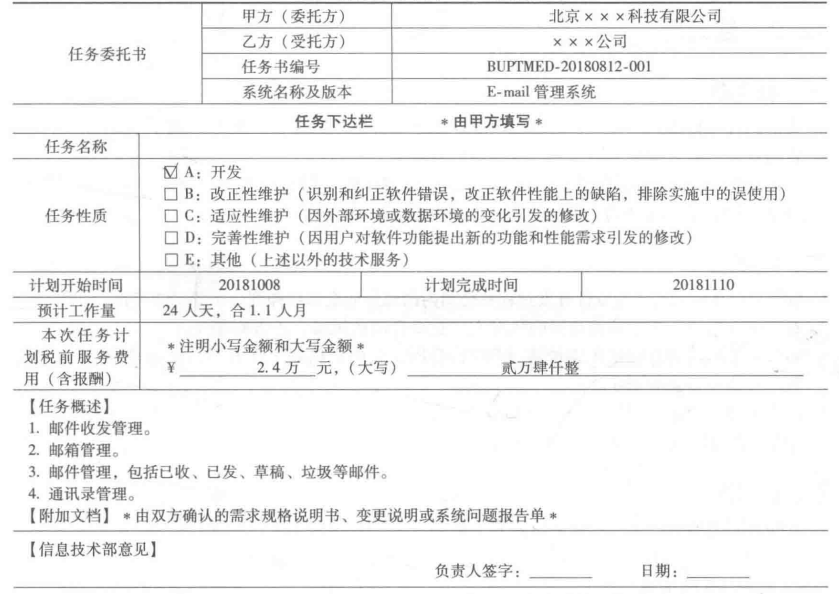 任务委托书
甲方（委托方） 北京×××科技有限公司
乙方（受托方） ×××公司
任务书编号 BUPTMED-20180812-001
系统名称及版本 E-mail 管理系统
任务下达栏 *由甲方填写*
任务名称
任务性质
☑ A：开发
□ B：改正性维护（识别和纠正软件错误，改正软件性能上的缺陷，排除实施中的误使用）
□ C：适应性维护（因外部环境或数据环境的变化引发的修改）
□ D：完善性维护（因用户对软件功能提出新的功能和性能需求引发的修改）
□ E：其他（上述以外的技术服务）
计划开始时间 20181008 计划完成时间 20181110
预计工作量 24 人天，合 1.1 人月
本次任务计
划税前服务费
用（含报酬）
*注明小写金额和大写金额*
¥ 2.4万 元，（大写） 贰万肆仟整
【任务概述】
1. 邮件收发管理。
2. 邮箱管理。
3. 邮件管理，包括已收、已发、草稿、垃圾等邮件。
4. 通讯录管理。
【附加文档】*由双方确认的需求规格说明书、变更说明或系统问题报告单*
【信息技术部意见】
负责人签字：________ 日期：________